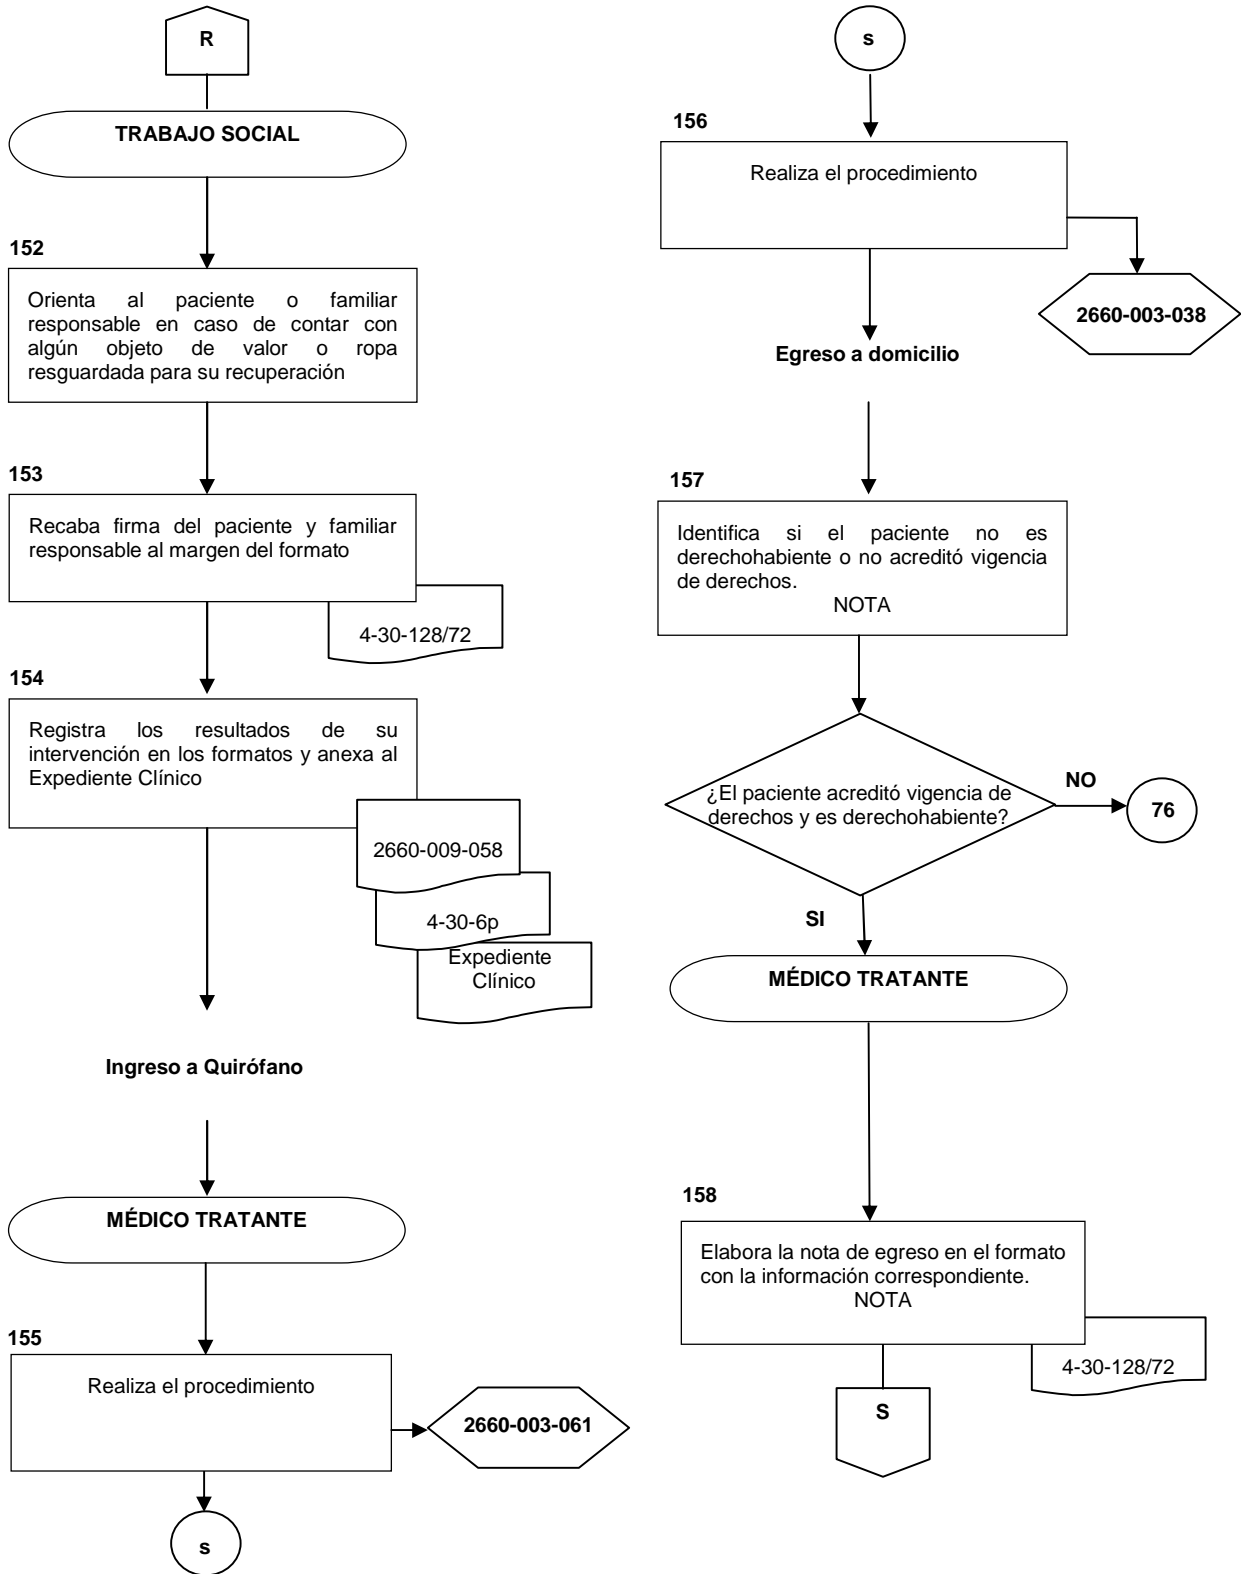 R
TRABAJO SOCIAL
152
Orienta al paciente o familiar
responsable en caso de contar con
algún objeto de valor o ropa
resguardada para su recuperación
153
Recaba firma del paciente y familiar
responsable al margen del formato
4-30-128/72
154
Registra los resultados de su
intervención en los formatos y anexa al
Expediente Clínico
2660-009-058
4-30-6p
Expediente
Clínico
Ingreso a Quirófano
MÉDICO TRATANTE
155
Realiza el procedimiento
2660-003-061
s
s
156
Realiza el procedimiento
2660-003-038
Egreso a domicilio
157
Identifica si el paciente no es
derechohabiente o no acreditó vigencia
de derechos.
NOTA
¿El paciente acreditó vigencia de
derechos y es derechohabiente?
NO
76
SI
MÉDICO TRATANTE
158
Elabora la nota de egreso en el formato
con la información correspondiente.
NOTA
4-30-128/72
S